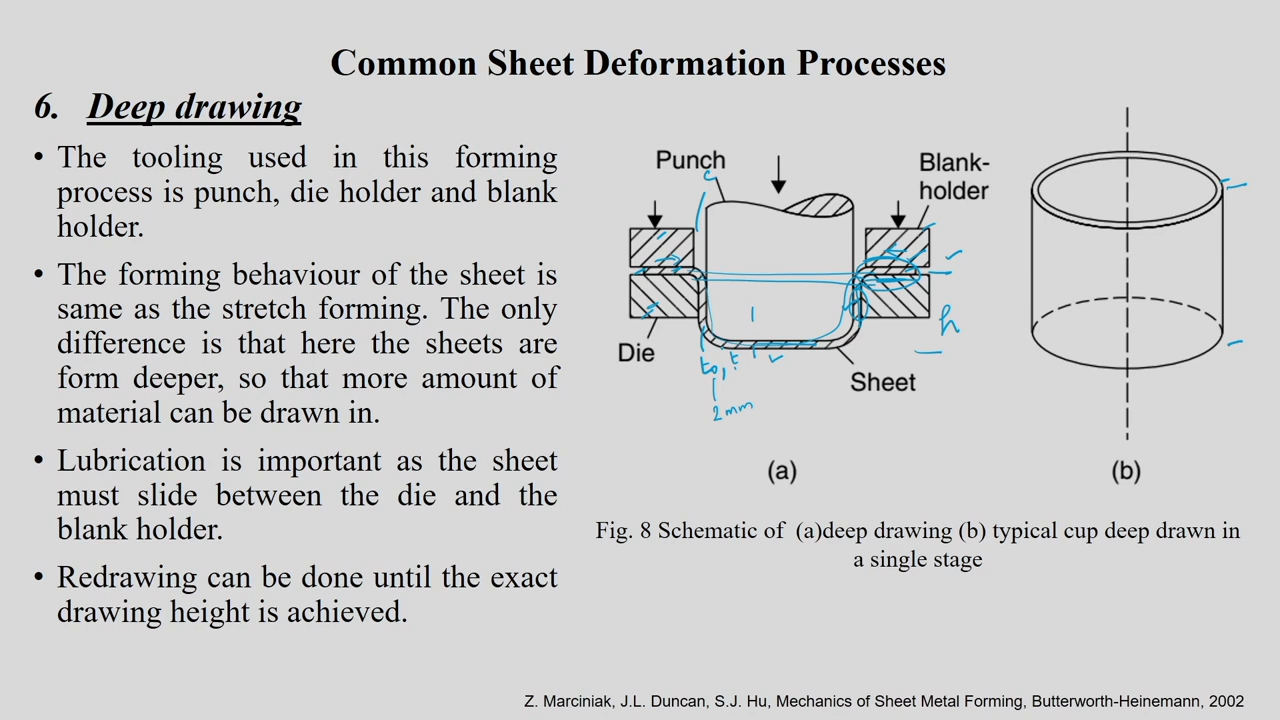 Common Sheet Deformation Processes
6. Deep drawing
• The tooling used in this forming
process is punch, die holder and blank
holder.
• The forming behaviour of the sheet is
same as the stretch forming. The only
difference is that here the sheets are
form deeper, so that more amount of
material can be drawn in.
• Lubrication is important as the sheet
must slide between the die and the
blank holder.
• Redrawing can be done until the exact
drawing height is achieved.
Punch
Blank-
holder
c
h
Die
to, t
Sheet
2mm
(a)
(b)
Fig. 8 Schematic of (a)deep drawing (b) typical cup deep drawn in
a single stage
Z. Marciniak, J.L. Duncan, S.J. Hu, Mechanics of Sheet Metal Forming, Butterworth-Heinemann, 2002